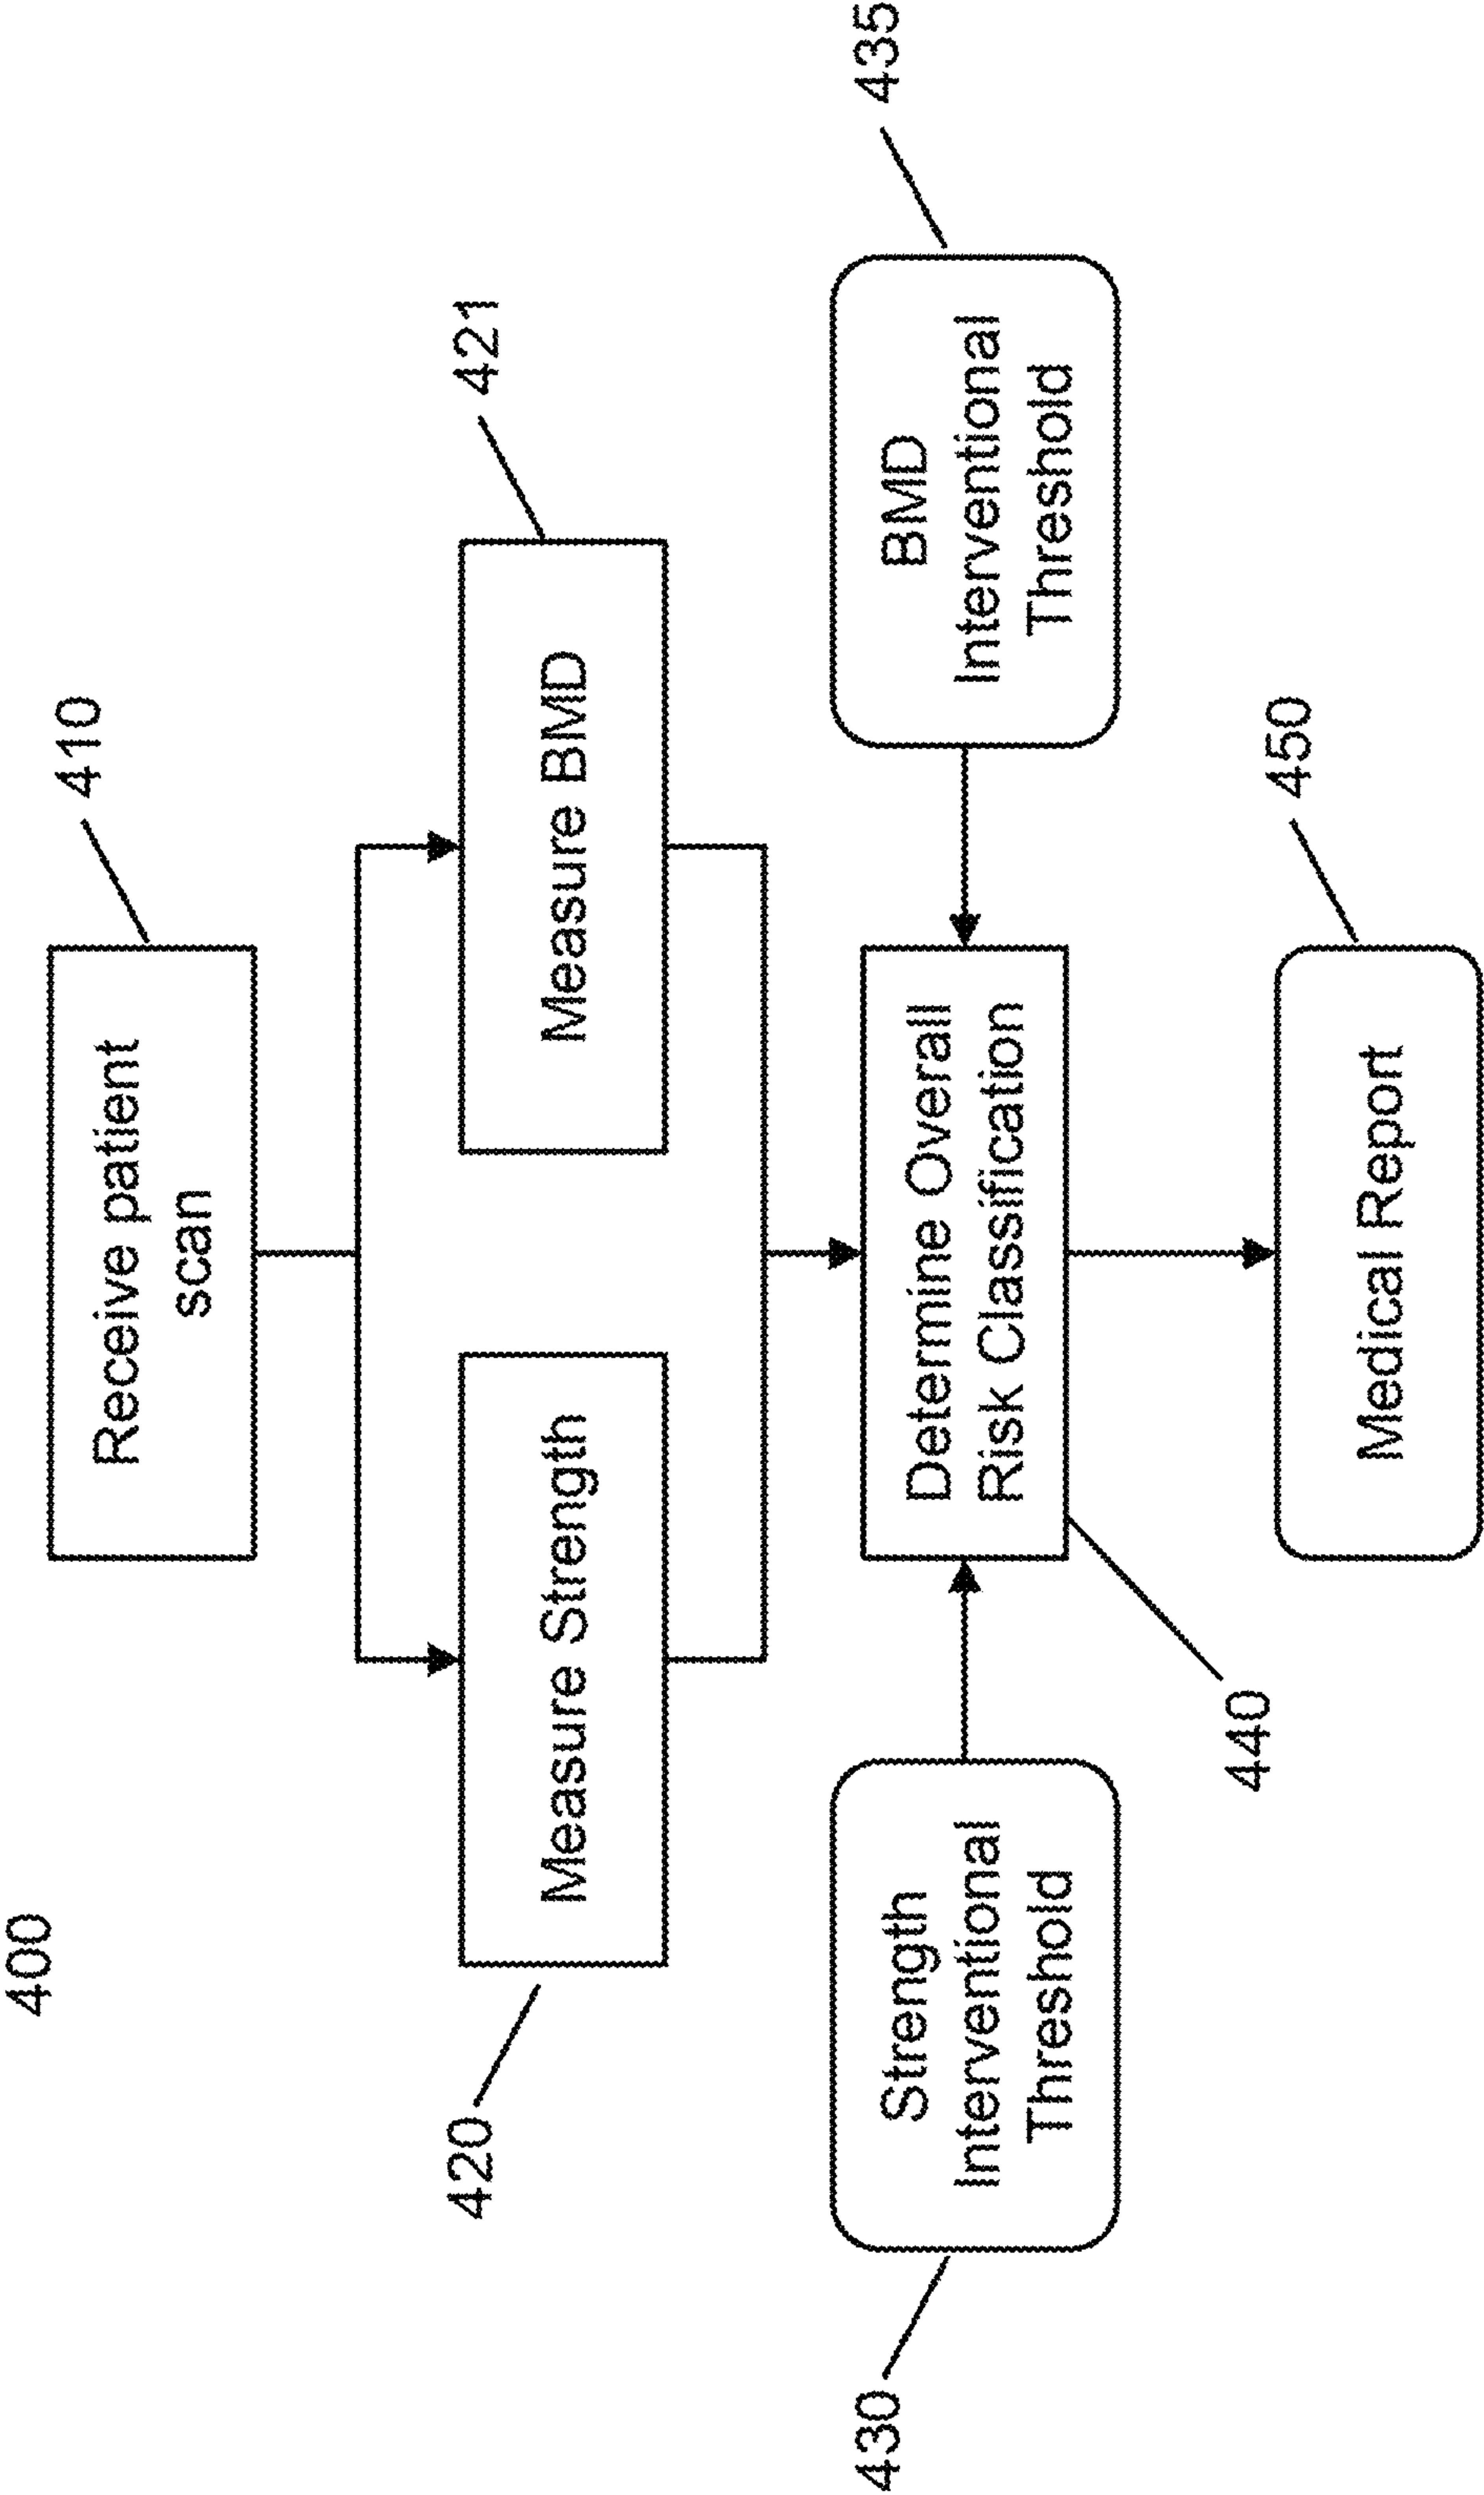 400
410
Receive patient
scan
420
Measure Strength
421
Measure BMD
430
Strength
Interventional
Threshold
Determine Overall
Risk Classification
435
BMD
Interventional
Threshold
440
450
Medical Report